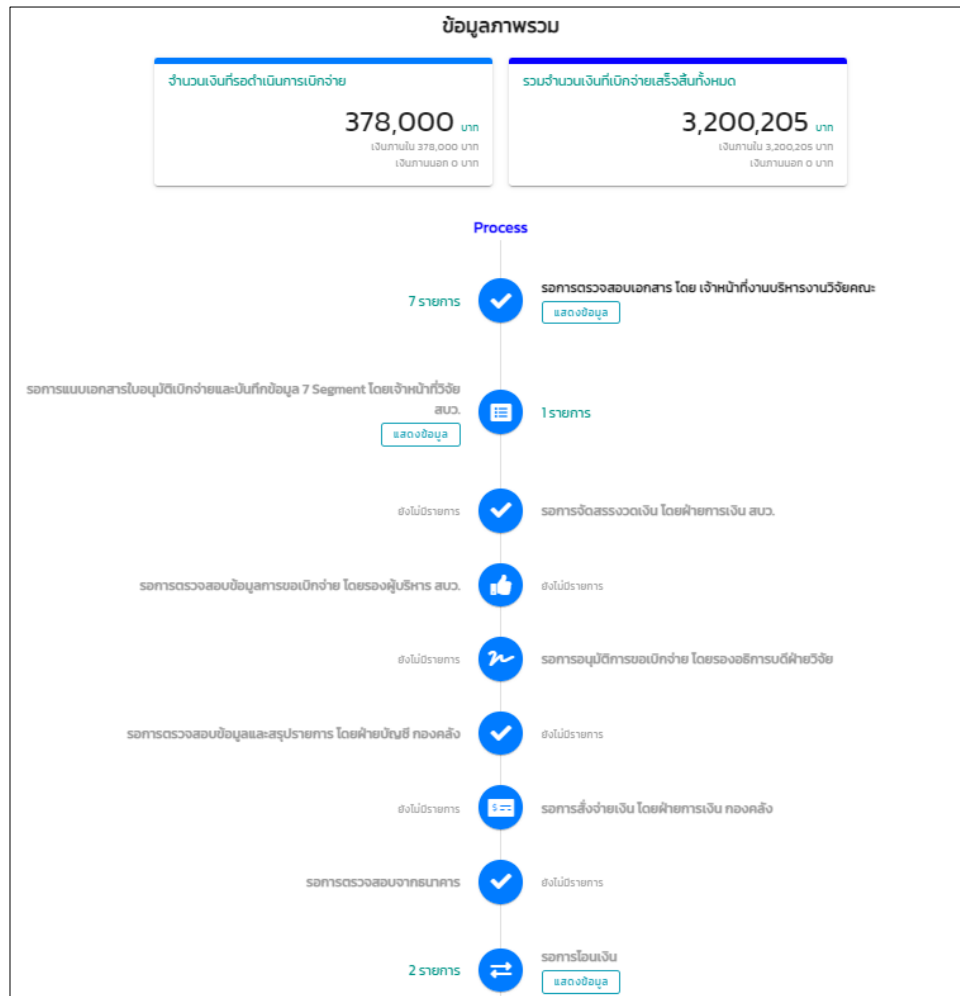 ข้อมูลภาพรวม
จำนวนเงินที่รอดำเนินการเบิกจ่าย
378,000 บาท
เงินภายใน 378,000 บาท
เงินภายนอก 0 บาท
รวมจำนวนเงินที่เบิกจ่ายเสร็จสิ้นทั้งหมด
3,200,205 บาท
เงินภายใน 3,200,205 บาท
เงินภายนอก 0 บาท
Process
7 รายการ
รอการตรวจสอบเอกสาร โดย เจ้าหน้าที่งานบริหารงานวิจัยคณะ
แสดงข้อมูล
รอการแนบเอกสารใบอนุมัติเบิกจ่ายและบันทึกข้อมูล 7 Segment โดยเจ้าหน้าที่วิจัย
สบว.
แสดงข้อมูล
1 รายการ
ยังไม่มีรายการ
รอการจัดสรรงวดเงิน โดยฝ่ายการเงิน สบว.
รอการตรวจสอบข้อมูลการขอเบิกจ่าย โดยรองผู้บริหาร สบว.
ยังไม่มีรายการ
ยังไม่มีรายการ
รอการอนุมัติการขอเบิกจ่าย โดยรองอธิการบดีฝ่ายวิจัย
รอการตรวจสอบข้อมูลและสรุปรายการ โดยฝ่ายบัญชี กองคลัง
ยังไม่มีรายการ
ยังไม่มีรายการ
รอการสั่งจ่ายเงิน โดยฝ่ายการเงิน กองคลัง
รอการตรวจสอบจากธนาคาร
ยังไม่มีรายการ
2 รายการ
รอการโอนเงิน
แสดงข้อมูล